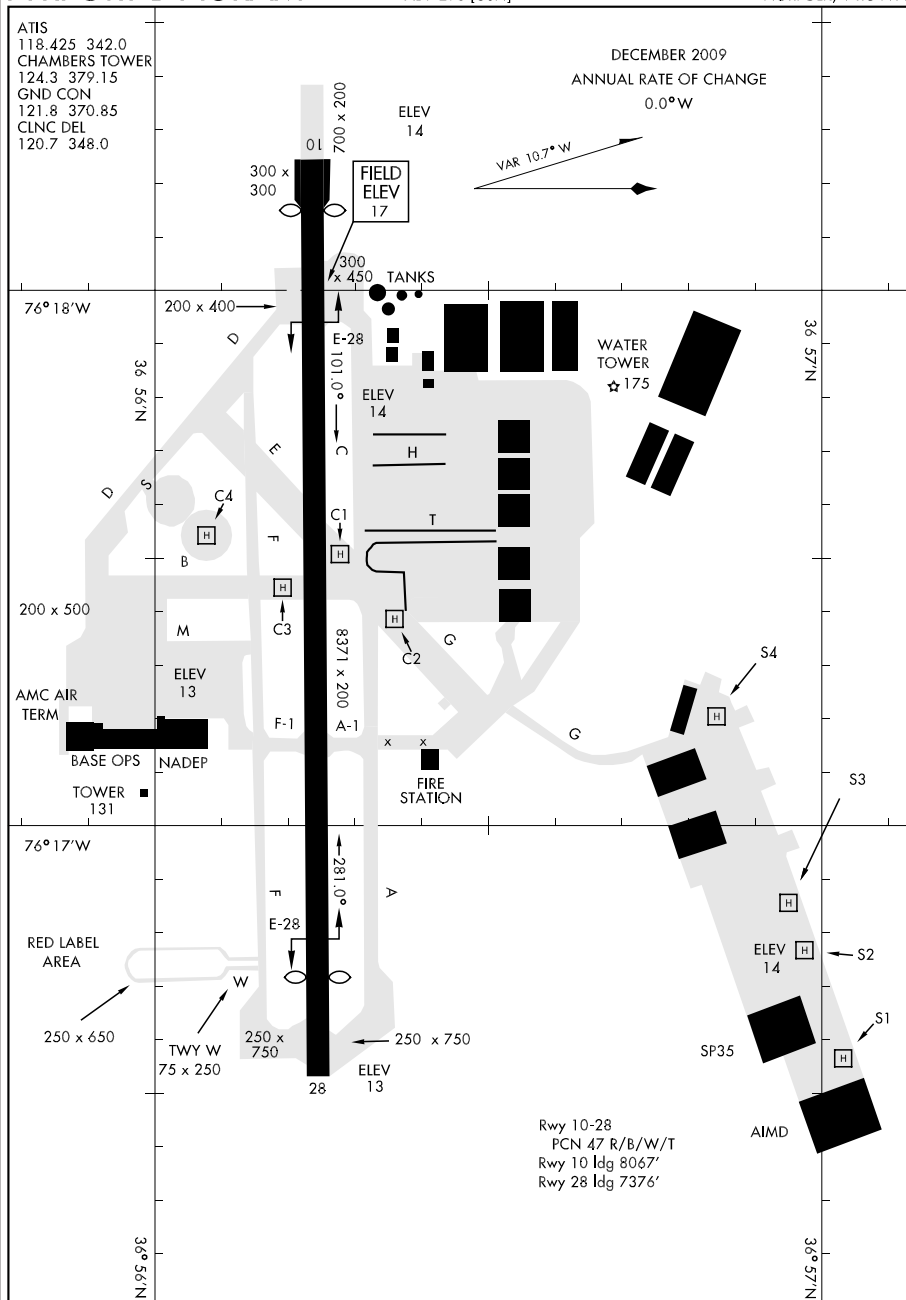 ATIS
118.425 342.0
CHAMBERS TOWER
124.3 379.15
GND CON
121.8 370.85
CLNC DEL
120.7 348.0
DECEMBER 2009
ANNUAL RATE OF CHANGE
0.0° W
VAR 10.7° W
ELEV
14
700 x 200
10
300 x
300
FIELD
ELEV
17
300
x 450
TANKS
76° 18'W
200 x 400
D
E-28
101.0°
36 56'N
36 57'N
WATER
TOWER
175
ELEV
14
C
H
E
D
S
C4
H
C1
H
T
F
B
H
C3
200 x 500
M
H
C2
G
8371 x 200
ELEV
13
S4
H
AMC AIR
TERM
F-1
A-1
x x
G
BASE OPS
NADEP
TOWER
131
FIRE
STATION
S3
76° 17'W
281.0°
F
A
H
E-28
RED LABEL
AREA
ELEV
14
H
S2
W
S1
250 x 650
TWY W
75 x 250
250 x
750
250 x 750
SP35
H
ELEV
13
28
AIMD
Rwy 10-28
PCN 47 R/B/W/T
Rwy 10 ldg 8067'
Rwy 28 ldg 7376'
36° 56'N
36° 57'N